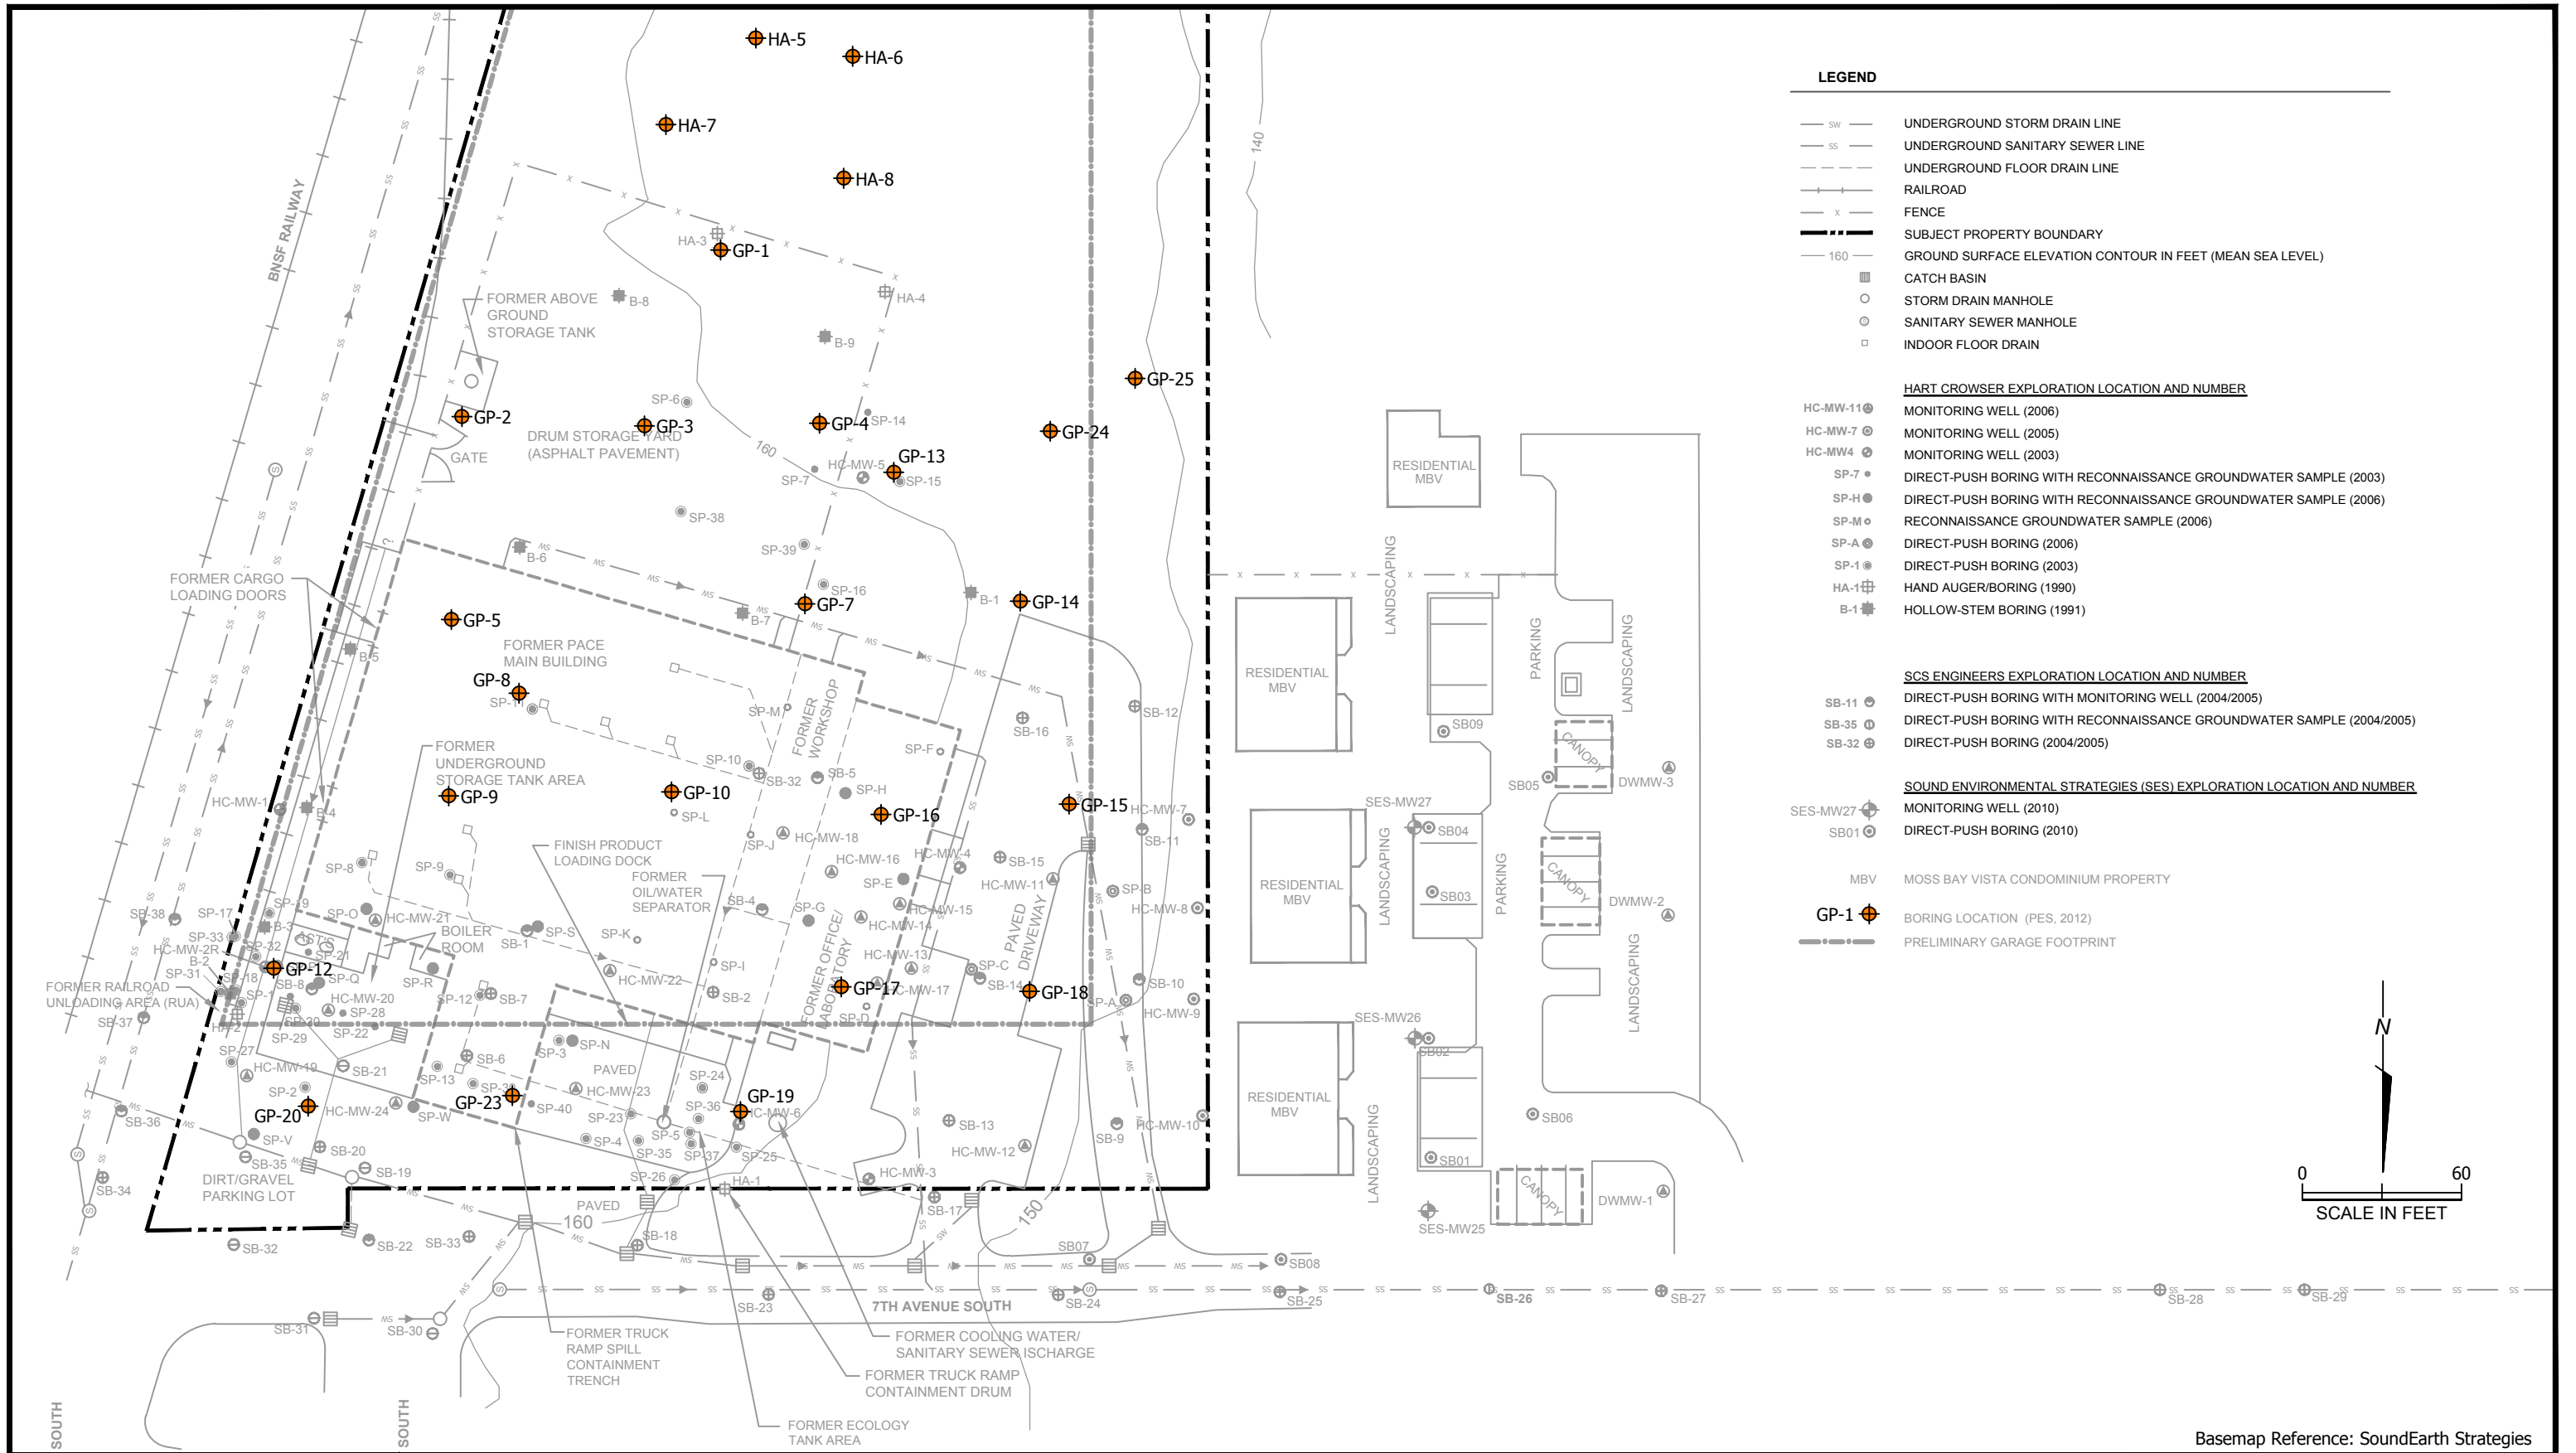 HA-5
HA-6
HA-7
HA-8
140
BNSF RAILWAY
HA-3
GP-1
HA-4
B-8
B-9
FORMER ABOVE
GROUND
STORAGE TANK
GP-25
GP-2
SP-6
GP-3
GP-4
SP-14
GP-24
DRUM STORAGE YARD
(ASPHALT PAVEMENT)
GATE
160
HC-MW-5
GP-13
SP-7
SP-15
SP-38
SP-39
B-6
SP-16
FORMER CARGO
LOADING DOORS
GP-5
GP-7
B-7
B-1
GP-14
B-5
FORMER PACE
MAIN BUILDING
GP-8
SP-11
SP-M
FORMER
WORKSHOP
SP-F
SB-16
SB-12
FORMER
UNDERGROUND
STORAGE TANK AREA
SP-10
SB-32
SB-5
SP-H
HC-MW-1
B-4
GP-9
GP-10
SP-L
GP-16
GP-15
HC-MW-7
SB-11
SP-J
HC-MW-18
FINISH PRODUCT
LOADING DOCK
HC-MW-16
HC-MW-4
SB-15
SP-8
SP-9
FORMER
OIL/WATER
SEPARATOR
SP-E
HC-MW-11
SP-B
HC-MW-8
SB-38
SP-17
SP-19
SP-O
HC-MW-21
SB-4
SP-G
HC-MW-15
HC-MW-14
B-3
SP-33
SP-32
HC-MW-2R
B-2
SP-31
AST'S
SP-21
BOILER
ROOM
SB-1
SP-S
SP-K
PAVED
DRIVEWAY
GP-12
SP-18
SB-8
SP-Q
SP-R
HC-MW-22
SP-I
HC-MW-13
SP-C
SB-14
SB-10
FORMER RAILROAD
UNLOADING AREA (RUA)
SP-1
HC-MW-20
SP-12
SB-7
SB-2
FORMER OFFICE/
LABORATORY
GP-17
HC-MW-17
GP-18
SP-A
HC-MW-9
SB-37
HA-2
SP-28
SP-D
SP-29
SP-22
SP-27
HC-MW-19
SB-21
SB-6
SP-3
SP-N
SP-2
SP-13
PAVED
SP-24
GP-20
HC-MW-24
SP-W
GP-23
SP-40
HC-MW-23
GP-19
SB-36
SP-23
SP-36
HC-MW-6
SB-13
SB-9
HC-MW-10
SP-V
SP-4
SP-5
SP-35
SP-37
SP-25
HC-MW-12
SB-20
SB-35
SB-19
SB-34
DIRT/GRAVEL
PARKING LOT
SP-26
HA-1
HC-MW-3
SB-17
PAVED
160
150
SB-32
SB-22
SB-33
SB-18
SB07
SB08
SB-23
7TH AVENUE SOUTH
SB-24
SB-25
SB-26
SB-27
SB-28
SB-29
SB-31
SB-30
FORMER TRUCK
RAMP SPILL
CONTAINMENT
TRENCH
FORMER COOLING WATER/
SANITARY SEWER ISCHARGE
FORMER TRUCK RAMP
CONTAINMENT DRUM
FORMER ECOLOGY
TANK AREA
SOUTH
SOUTH
RESIDENTIAL
MBV
LANDSCAPING
RESIDENTIAL
MBV
PARKING
LANDSCAPING
SB09
CANOPY
SB05
DWMW-3
SES-MW27
SB04
RESIDENTIAL
MBV
LANDSCAPING
SB03
PARKING
CANOPY
DWMW-2
LANDSCAPING
SES-MW26
SB02
RESIDENTIAL
MBV
LANDSCAPING
SB06
SB01
CANOPY
DWMW-1
SES-MW25
LEGEND
SW UNDERGROUND STORM DRAIN LINE
SS UNDERGROUND SANITARY SEWER LINE
UNDERGROUND FLOOR DRAIN LINE
RAILROAD
X FENCE
SUBJECT PROPERTY BOUNDARY
160 GROUND SURFACE ELEVATION CONTOUR IN FEET (MEAN SEA LEVEL)
CATCH BASIN
STORM DRAIN MANHOLE
SANITARY SEWER MANHOLE
INDOOR FLOOR DRAIN
HART CROWSER EXPLORATION LOCATION AND NUMBER
HC-MW-11 MONITORING WELL (2006)
HC-MW-7 MONITORING WELL (2005)
HC-MW4 MONITORING WELL (2003)
SP-7 DIRECT-PUSH BORING WITH RECONNAISSANCE GROUNDWATER SAMPLE (2003)
SP-H DIRECT-PUSH BORING WITH RECONNAISSANCE GROUNDWATER SAMPLE (2006)
SP-M RECONNAISSANCE GROUNDWATER SAMPLE (2006)
SP-A DIRECT-PUSH BORING (2006)
SP-1 DIRECT-PUSH BORING (2003)
HA-1 HAND AUGER/BORING (1990)
B-1 HOLLOW-STEM BORING (1991)
SCS ENGINEERS EXPLORATION LOCATION AND NUMBER
SB-11 DIRECT-PUSH BORING WITH MONITORING WELL (2004/2005)
SB-35 DIRECT-PUSH BORING WITH RECONNAISSANCE GROUNDWATER SAMPLE (2004/2005)
SB-32 DIRECT-PUSH BORING (2004/2005)
SOUND ENVIRONMENTAL STRATEGIES (SES) EXPLORATION LOCATION AND NUMBER
SES-MW27 MONITORING WELL (2010)
SB01 DIRECT-PUSH BORING (2010)
MBV MOSS BAY VISTA CONDOMINIUM PROPERTY
GP-1 BORING LOCATION (PES, 2012)
PRELIMINARY GARAGE FOOTPRINT
N
0 60
SCALE IN FEET
Basemap Reference: SoundEarth Strategies